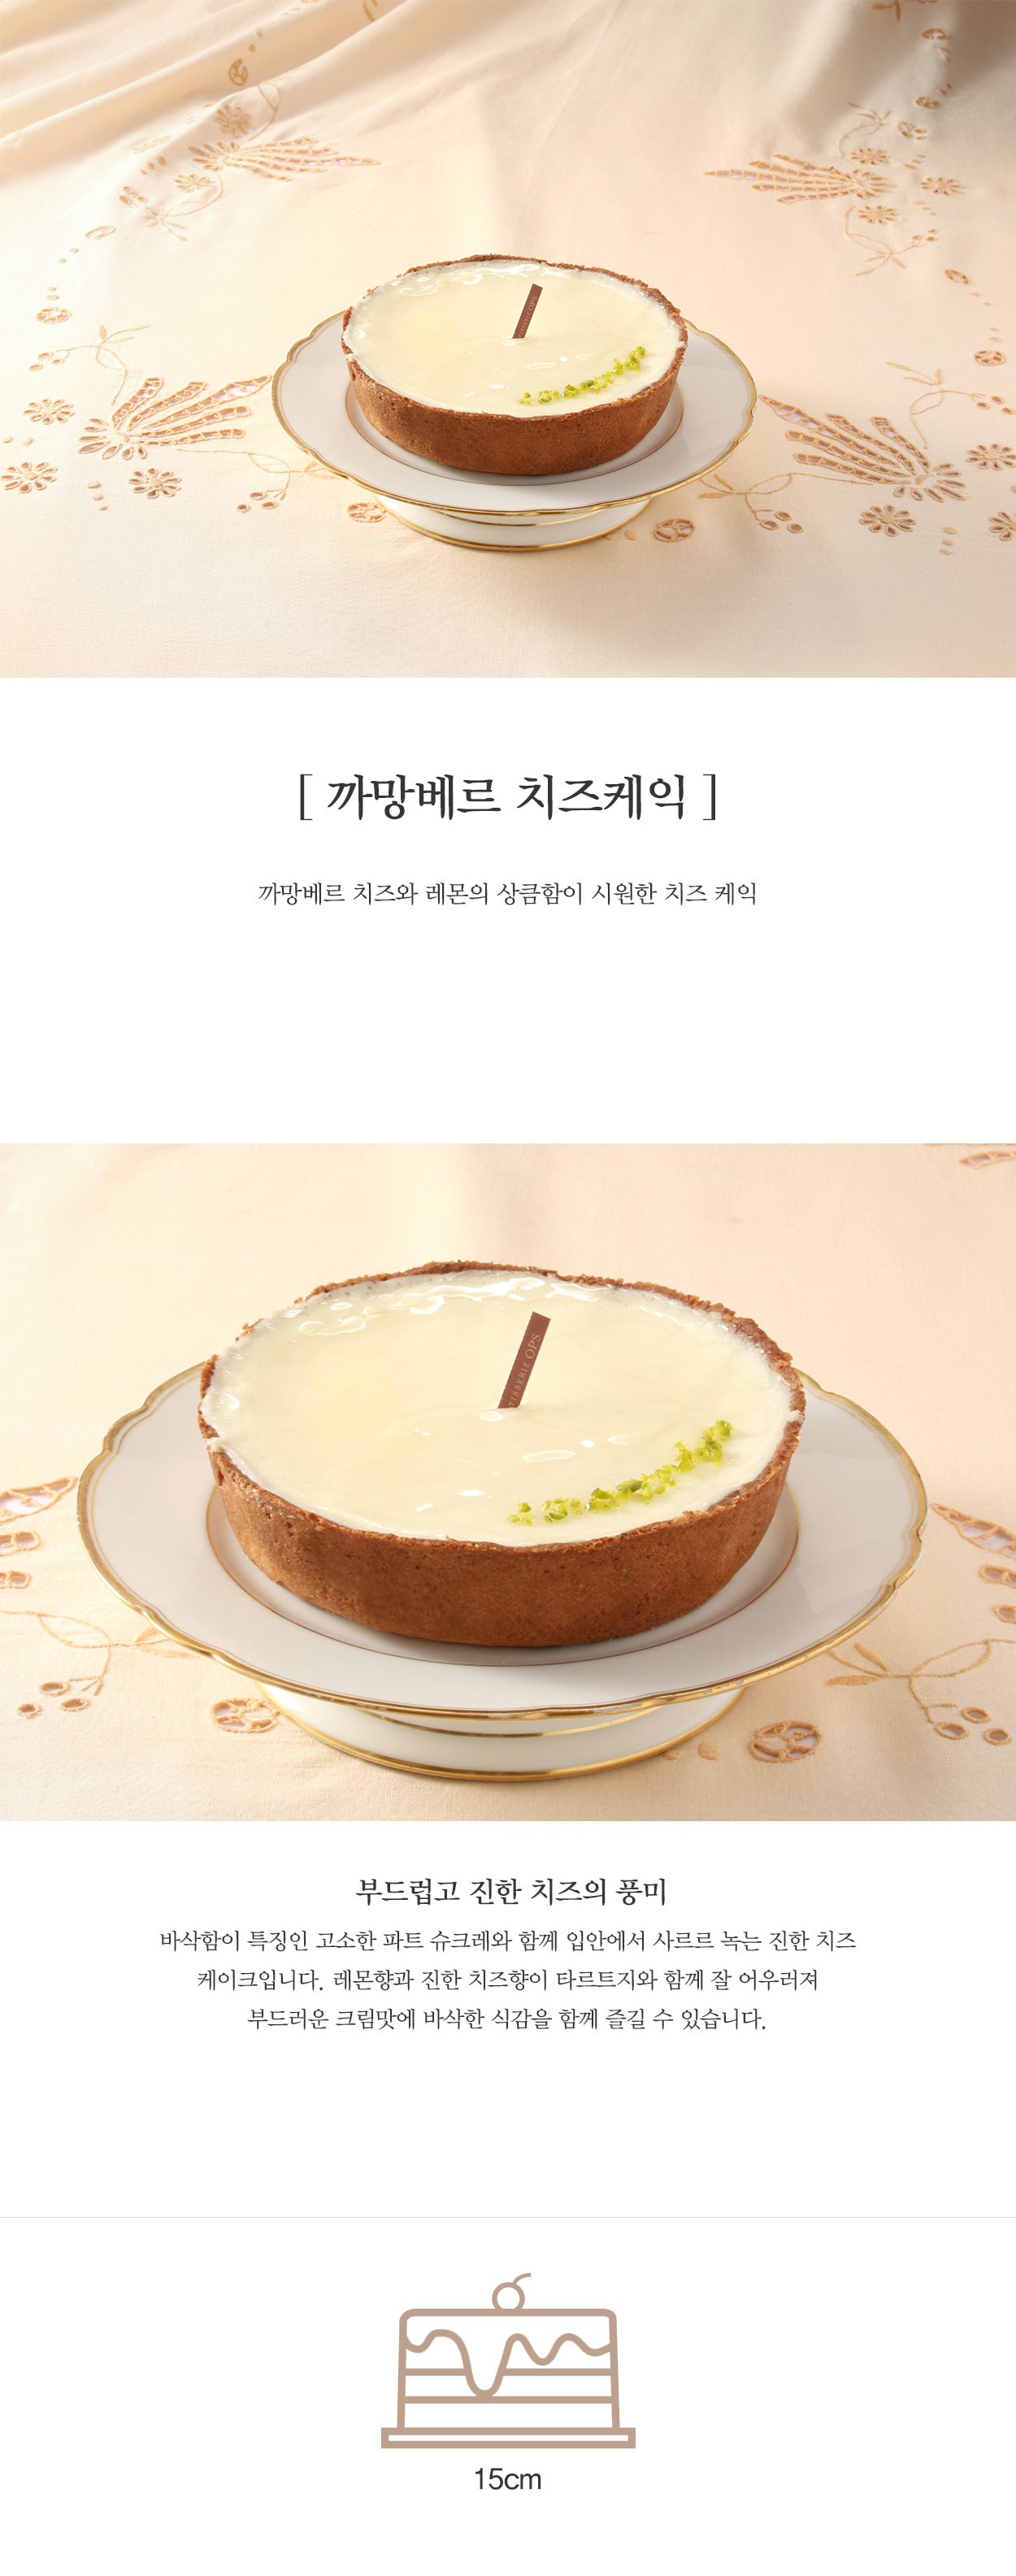 [ 까망베르 치즈케익 ]
까망베르 치즈와 레몬의 상큼함이 시원한 치즈 케익
OPS
부드럽고 진한 치즈의 풍미
바삭함이 특징인 고소한 파트 슈크레와 함께 입안에서 사르르 녹는 진한 치즈
케이크입니다. 레몬향과 진한 치즈향이 타르트지와 함께 잘 어우러져
부드러운 크림맛에 바삭한 식감을 함께 즐길 수 있습니다.
15cm